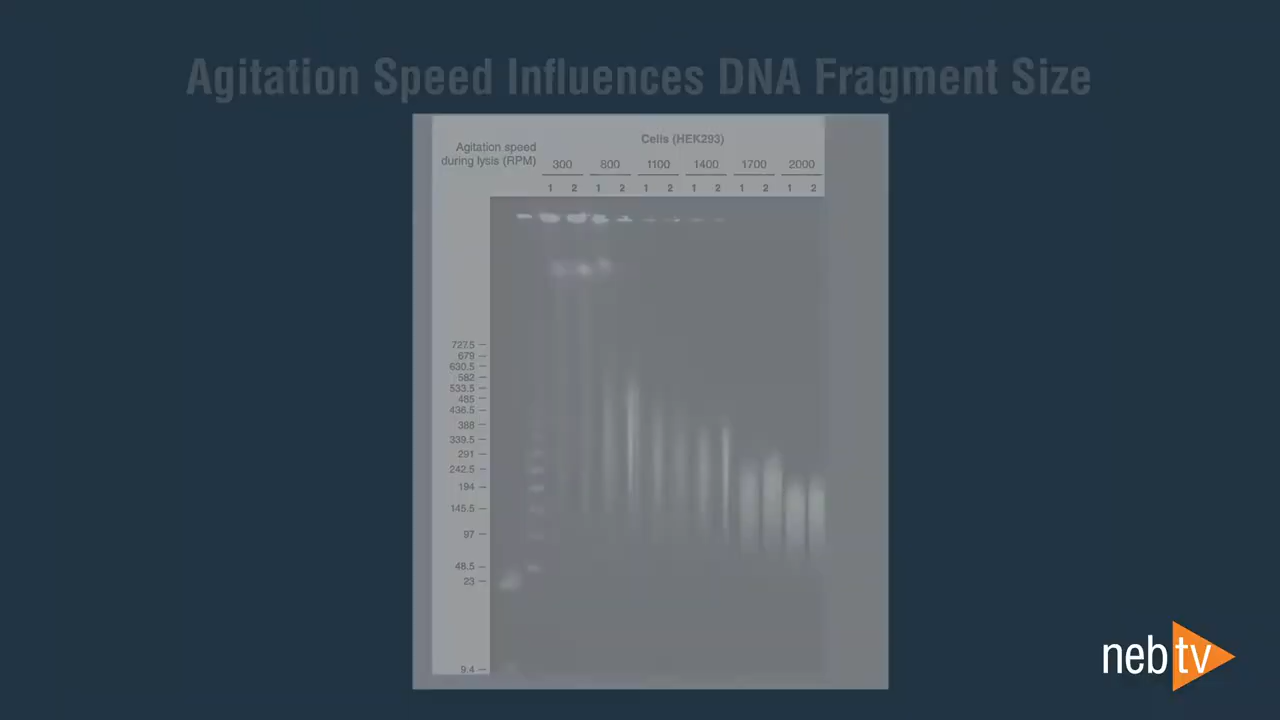 Agitation Speed Influences DNA Fragment Size
Cells (HEK293)
Agitation speed
during lysis (RPM)
300 800 1100 1400 1700 2000
1 2 1 2 1 2 1 2 1 2 1 2
727.5
679
630.5
582
533.5
485
436.5
388
339.5
291
242.5
194
145.5
97
48.5
23
9.4
nebtv